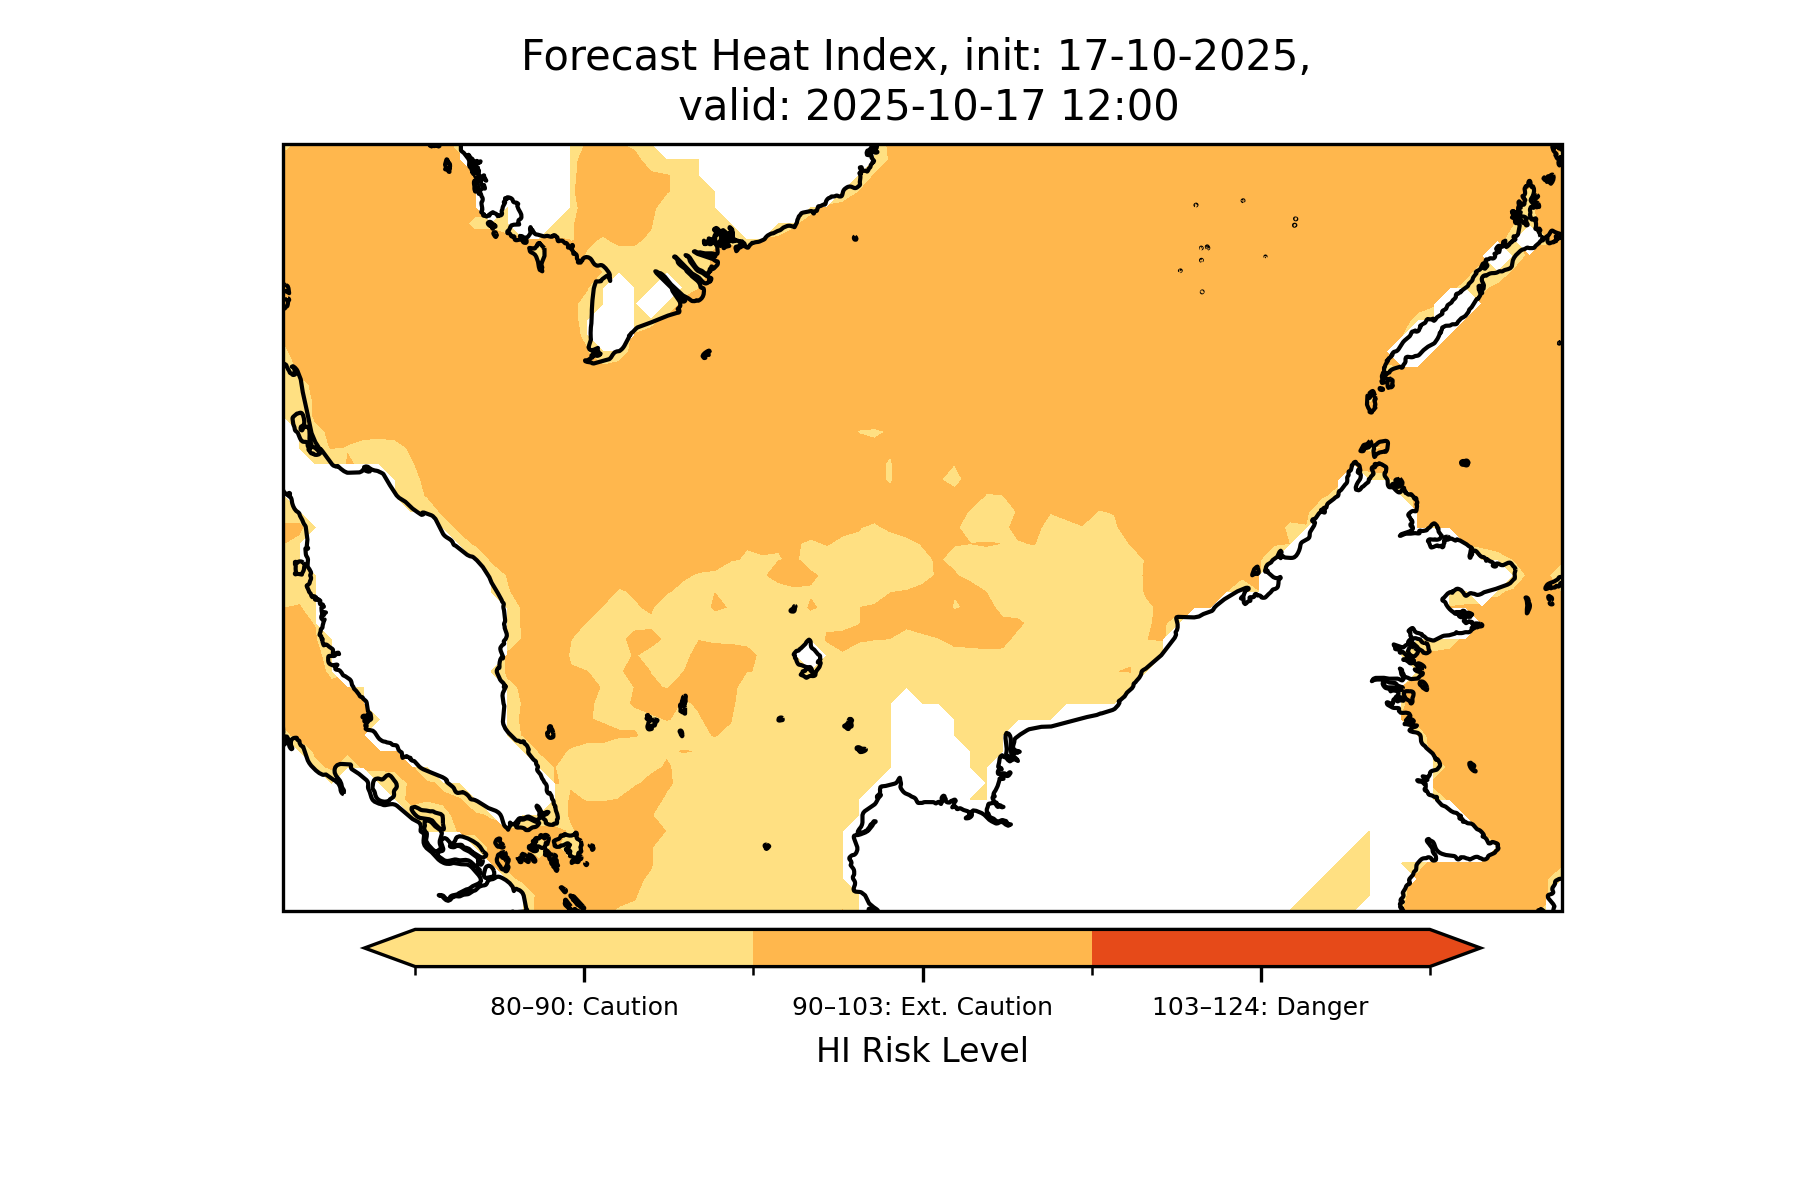 Forecast Heat Index, init: 17-10-2025,
valid: 2025-10-17 12:00
80–90: Caution
90–103: Ext. Caution
103–124: Danger
HI Risk Level